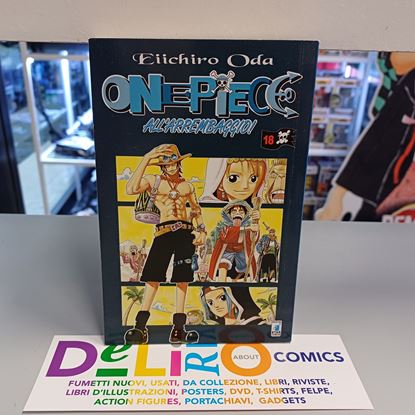 Eiichiro Oda
ONE PIECE
ALL'ARREMBAGGIO!
18
DeLiRIO ABOUT COMICS
FUMETTI NUOVI, USATI, DA COLLEZIONE, LIBRI, RIVISTE,
LIBRI D'ILLUSTRAZIONI, POSTERS, DVD, T-SHIRTS, FELPE,
ACTION FIGURES, PORTACHIAVI, GADGETS